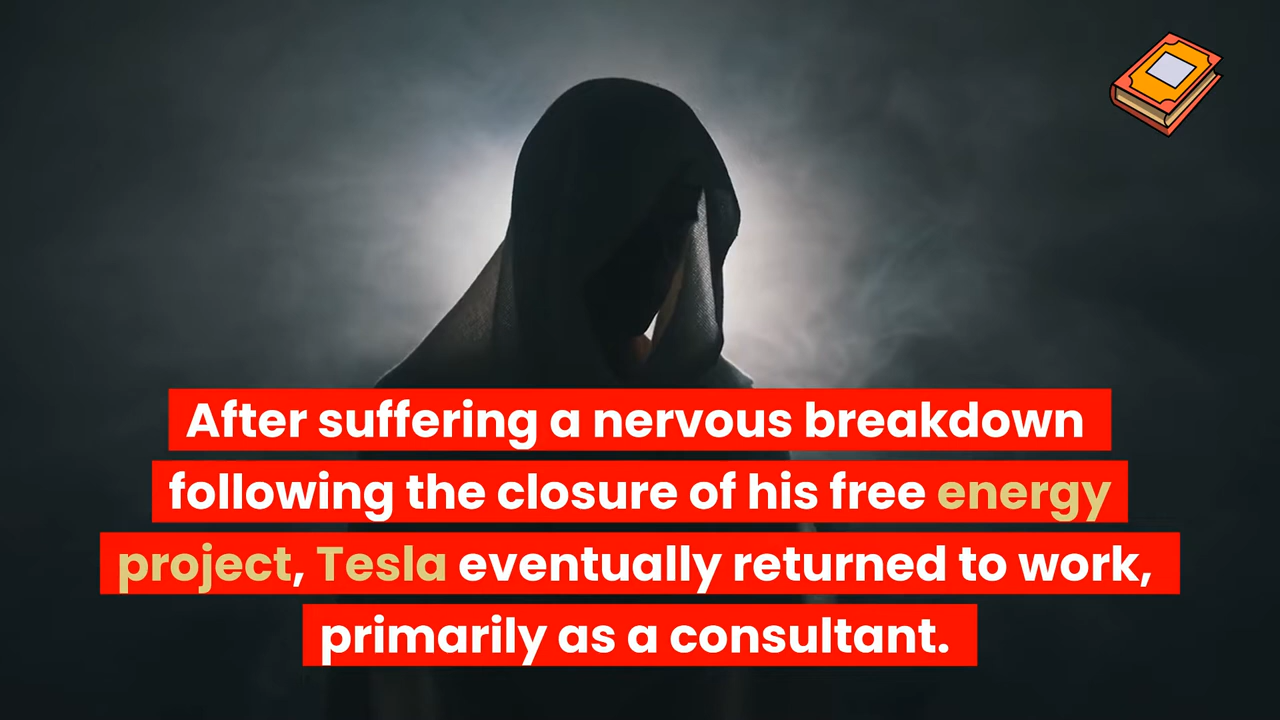 After suffering a nervous breakdown
following the closure of his free energy
project, Tesla eventually returned to work,
primarily as a consultant.